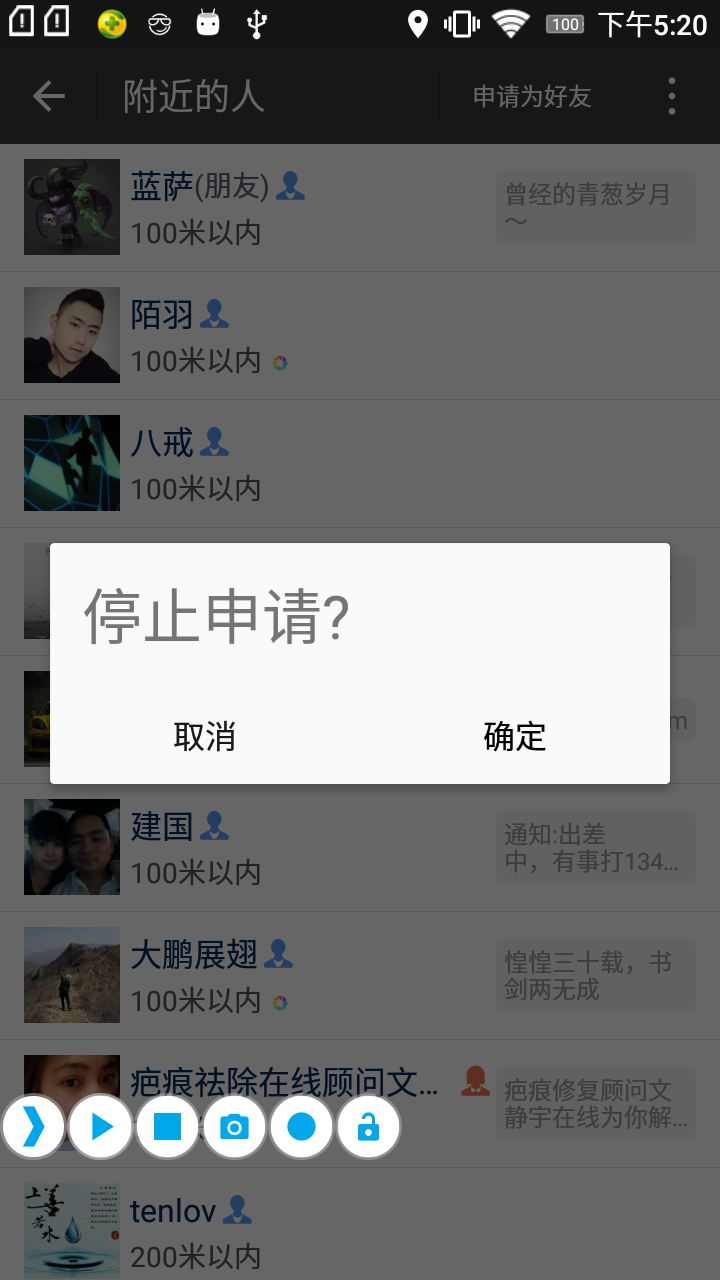 100 下午5:20
附近的人 申请为好友
蓝萨(朋友)
100米以内
曾经的青葱岁月
～
陌羽
100米以内
八戒
100米以内
停止申请?
m
取消 确定
建国
100米以内
通知:出差
中，有事打134...
大鹏展翅
100米以内
惶惶三十载，书
剑两无成
疤痕祛除在线顾问文...
疤痕修复顾问文
静宇在线为你解...
上善
若水
tenlov
200米以内